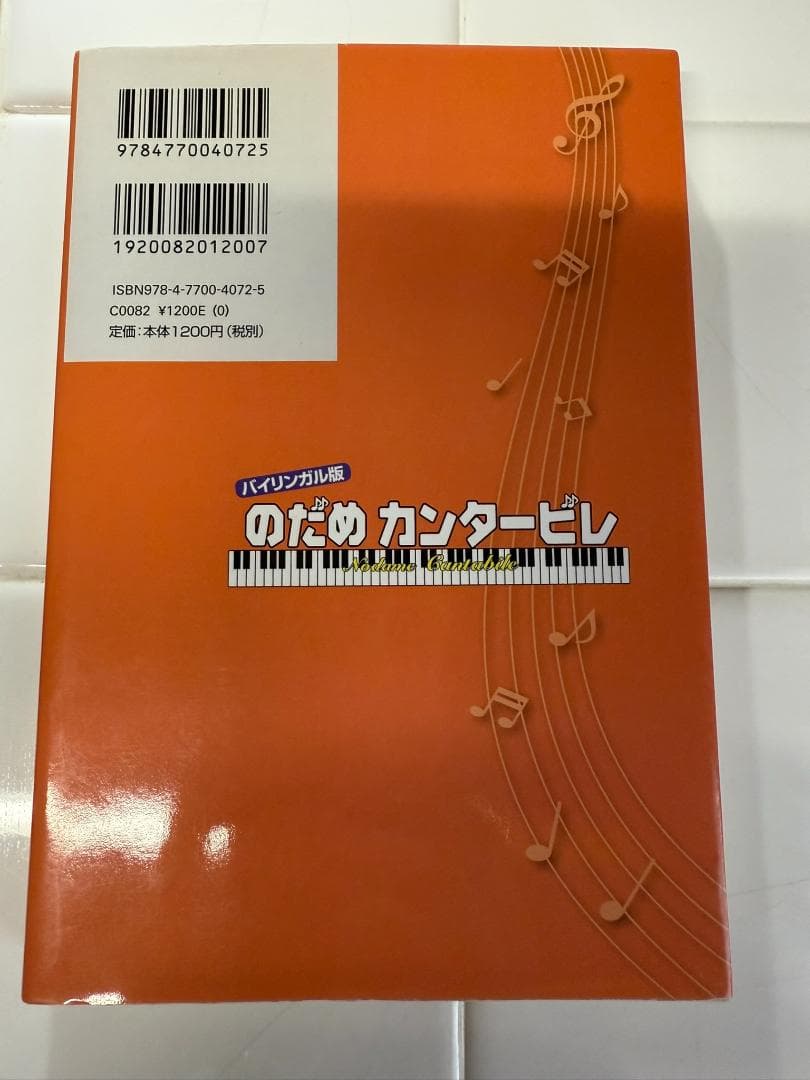 9784770040725
1920082012007
ISBN978-4-7700-4072-5
C0082 ¥1200E (0)
定価:本体1200円(税別)
バイリンガル版
のだめ カンタービレ
Nodame Cantabile